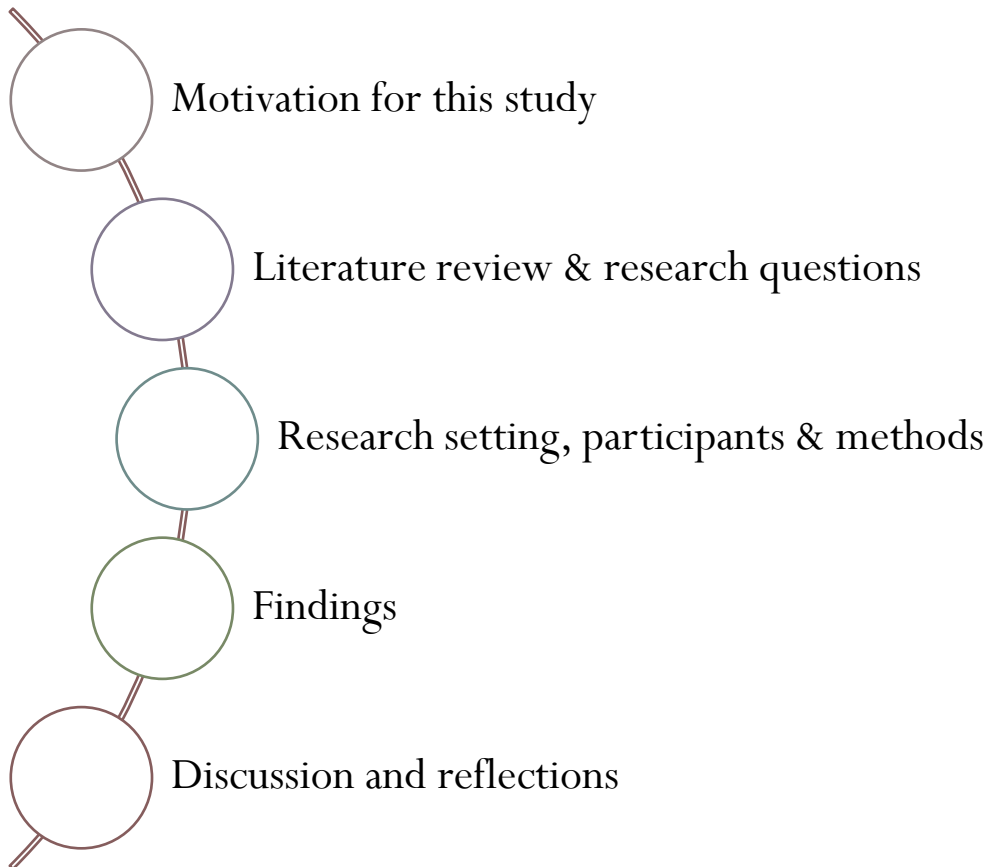 Motivation for this study
Literature review & research questions
Research setting, participants & methods
Findings
Discussion and reflections